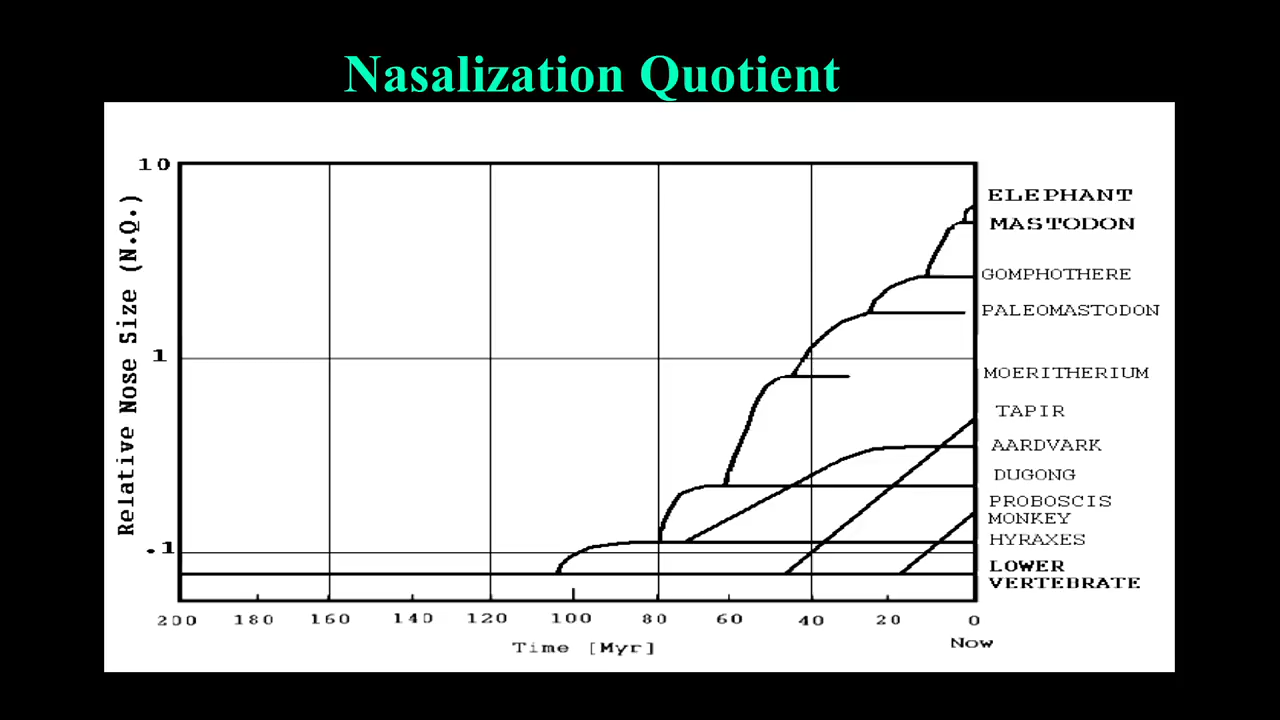 Nasalization Quotient
10
1
.1
Relative Nose Size (N.Q.)
ELEPHANT
MASTODON
GOMPHOTHERE
PALEOMASTODON
MOERITHERIUM
TAPIR
AARDVARK
DUGONG
PROBOSCIS
MONKEY
HYRAXES
LOWER
VERTEBRATE
200 180 160 140 120 100 80 60 40 20 0
Time [Myr]
Now